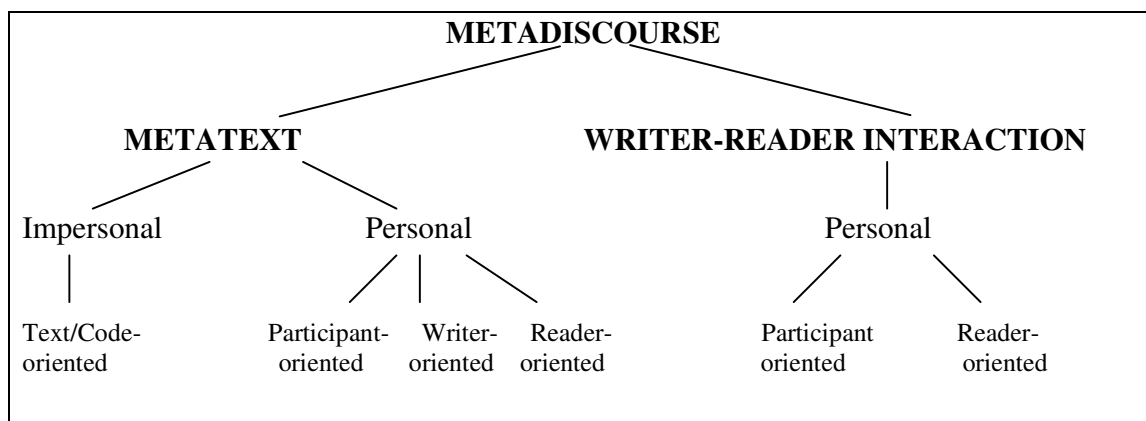 METADISCOURSE
METATEXT WRITER-READER INTERACTION
Impersonal Personal Personal
Text/Code- Participant- Writer- Reader- Participant Reader-
oriented oriented oriented oriented oriented oriented